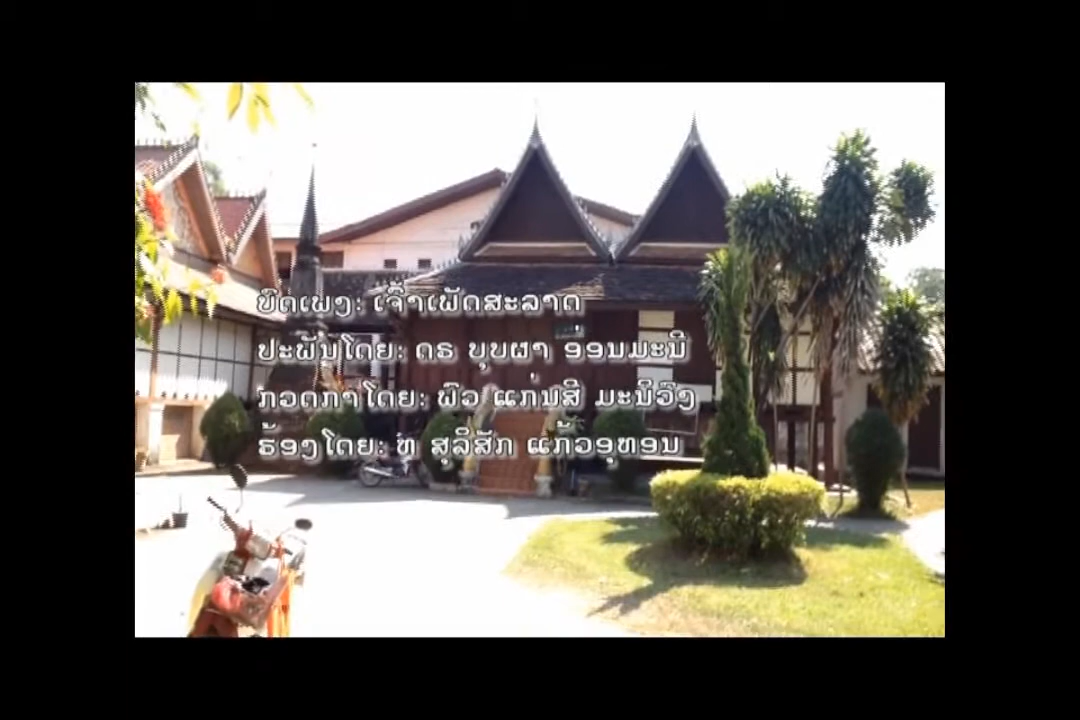 ບົດເພງ: ເຈົ້າເພັດສະລາດ
ປະພັນໂດຍ: ດຣ ບຸບຜາ ອ່ອນມະນີ
ກວດກາໂດຍ: ພົວ ແກ່ນສີ ມະນີວົງ
ຮ້ອງໂດຍ: ທ ສຸລິສັກ ແກ້ວອຸທອນ